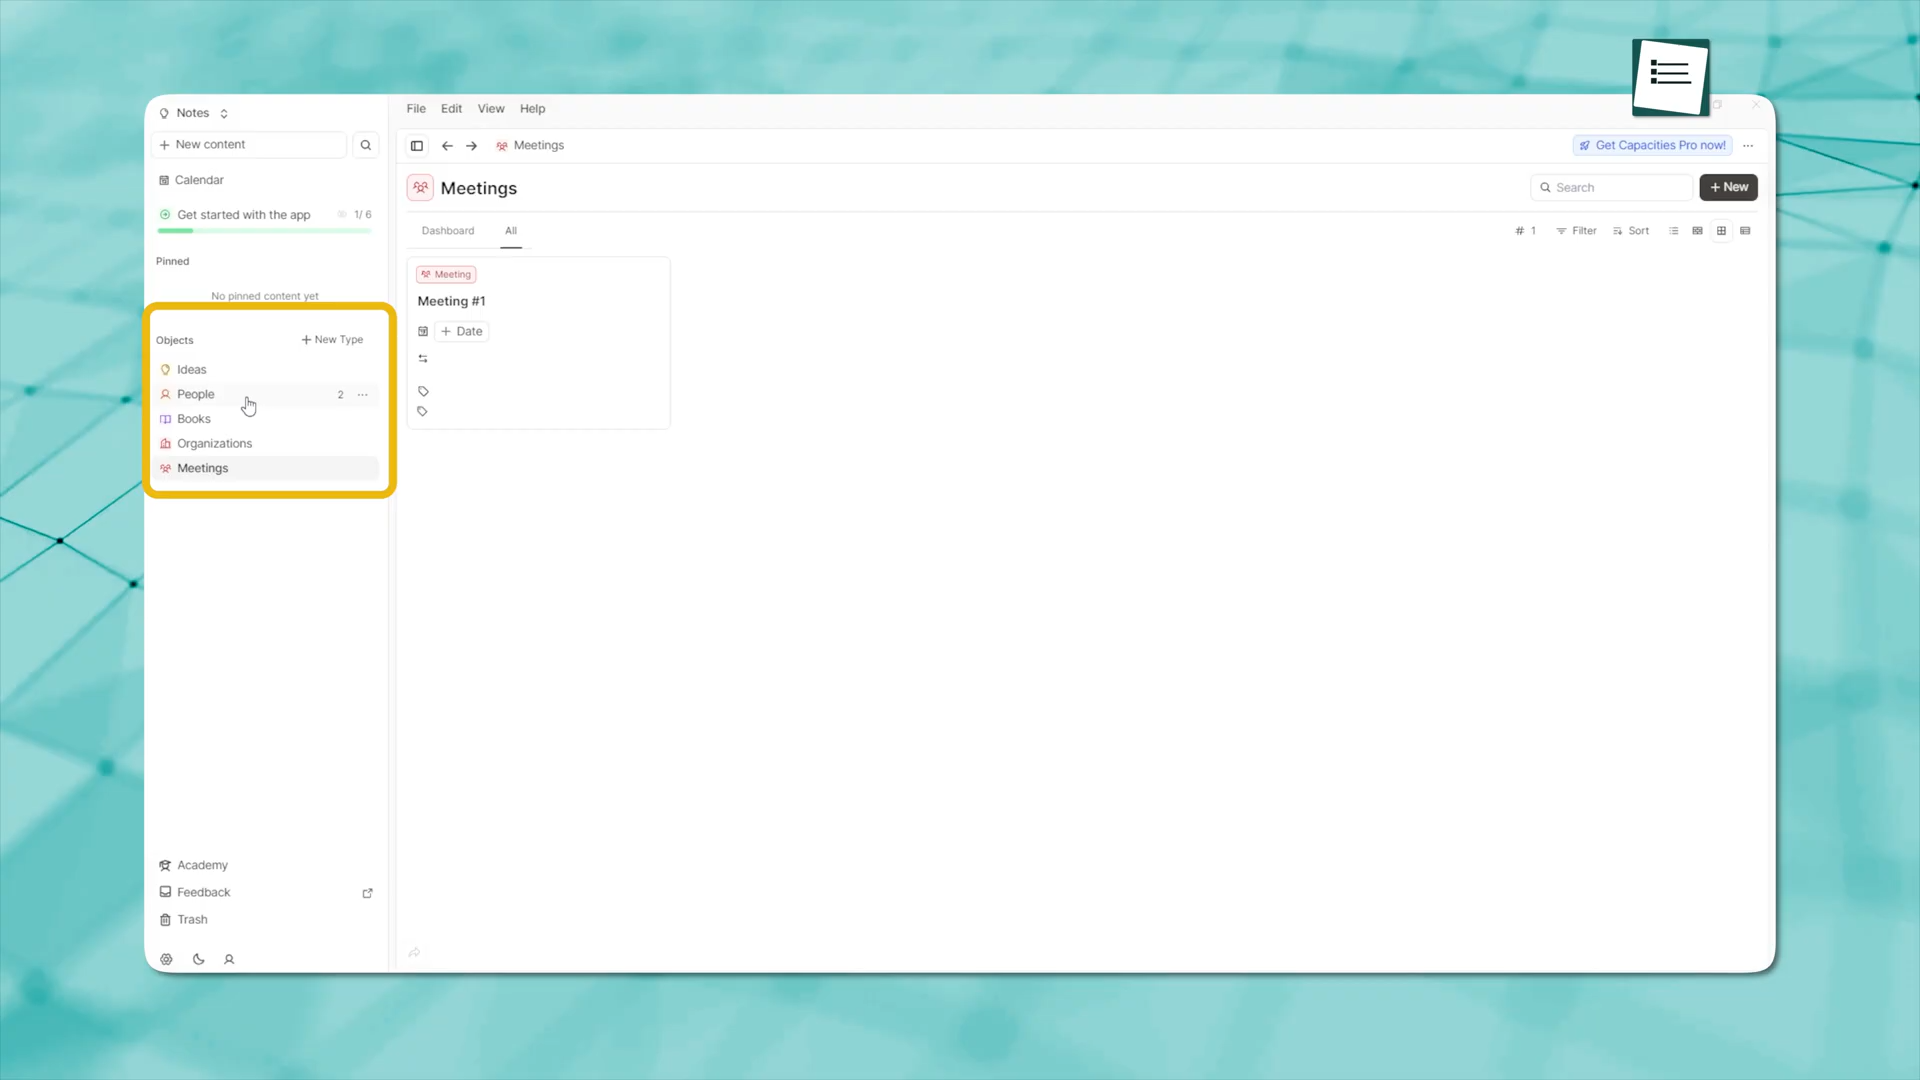 Notes
New content
Calendar
Get started with the app 1/ 6
Pinned
No pinned content yet
Objects
New Type
Ideas
People 2
Books
Organizations
Meetings
Academy
Feedback
Trash
File Edit View Help
Meetings
Get Capacities Pro now!
Meetings
Search
+ New
Dashboard All
# 1 Filter Sort
Meeting
Meeting #1
+ Date